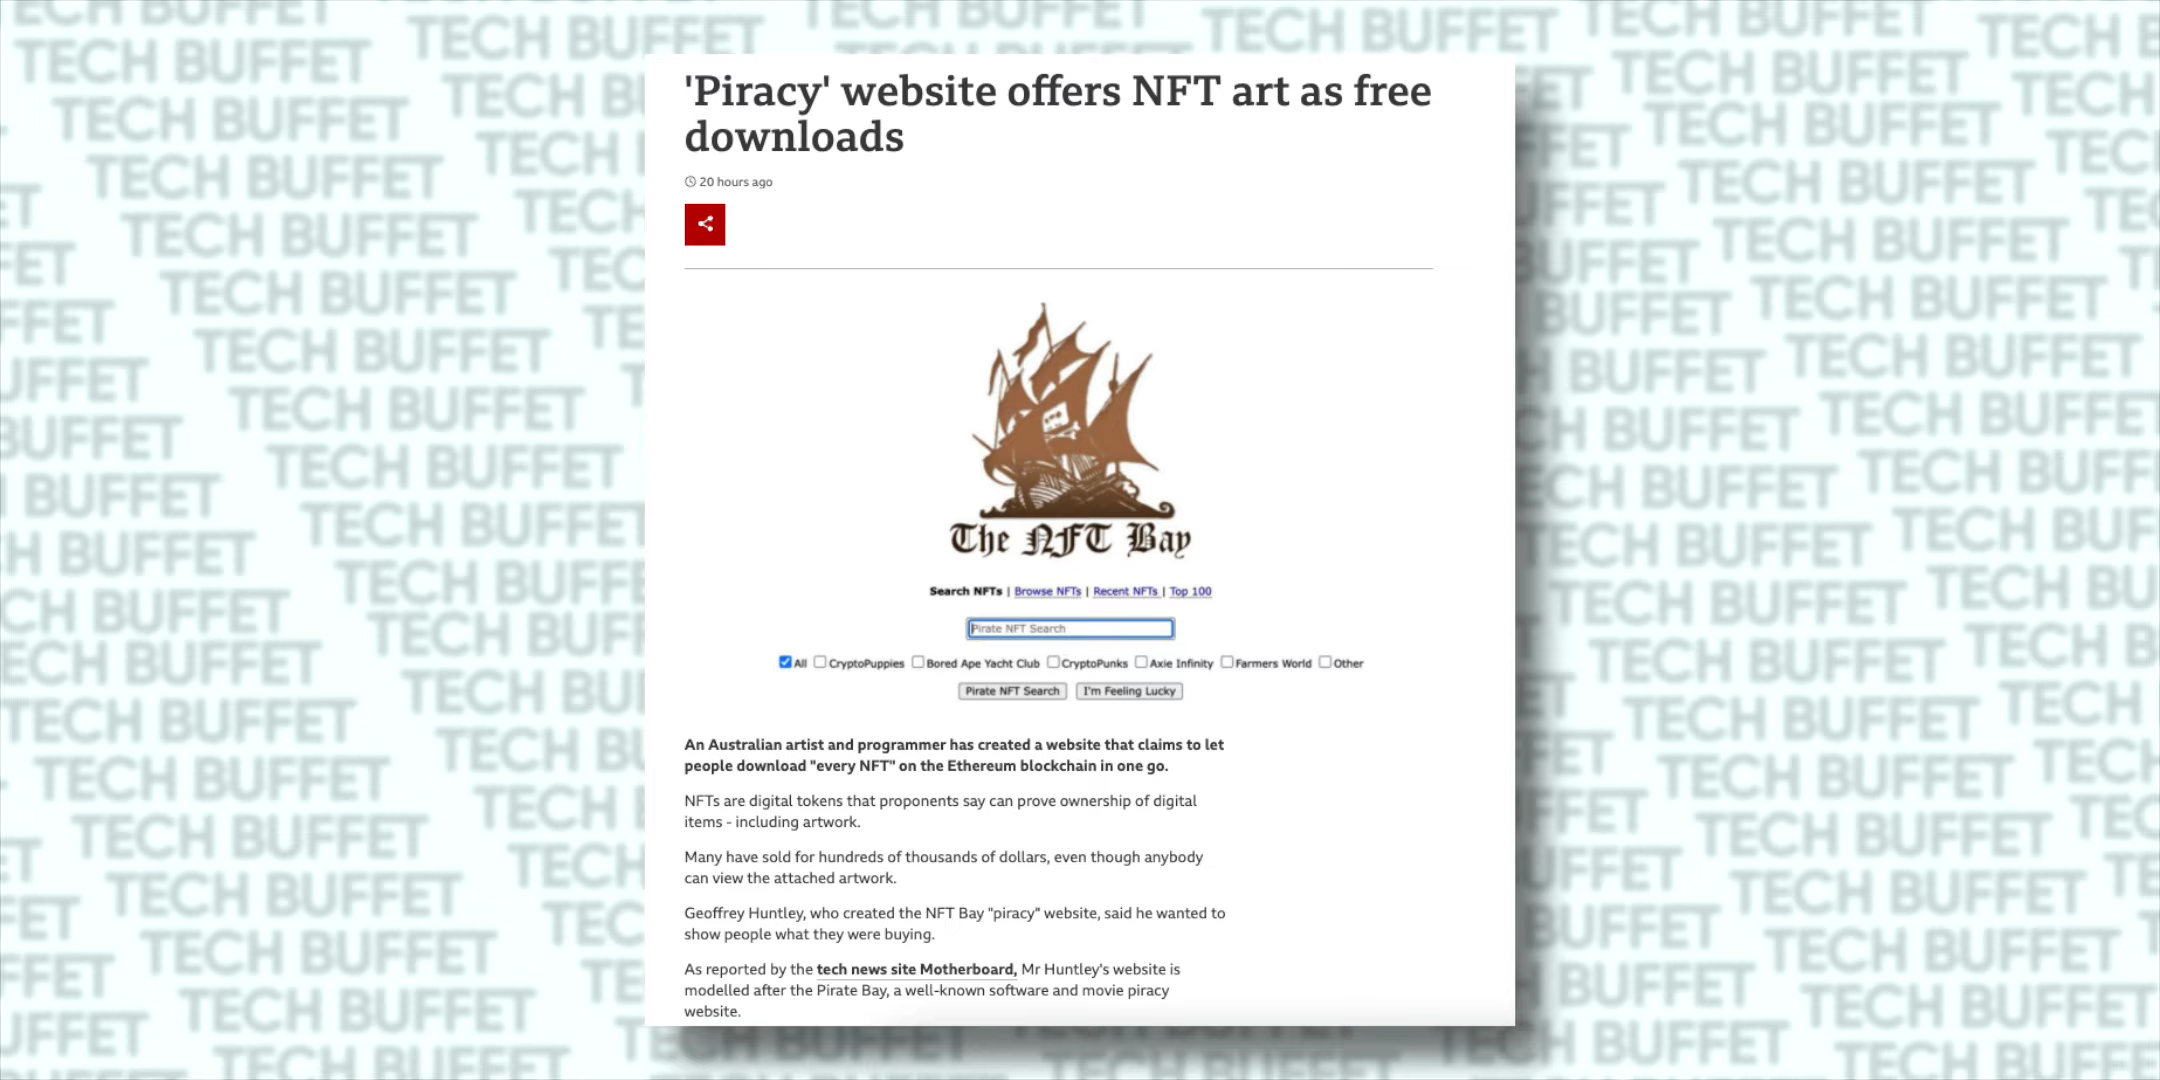 'Piracy' website offers NFT art as free
downloads
20 hours ago
The NFT Bay
Search NFTs | Browse NFTs | Recent NFTs | Top 100
Pirate NFT Search
All CryptoPuppies Bored Ape Yacht Club CryptoPunks Axie Infinity Farmers World Other
Pirate NFT Search I'm Feeling Lucky
An Australian artist and programmer has created a website that claims to let
people download "every NFT" on the Ethereum blockchain in one go.
NFTs are digital tokens that proponents say can prove ownership of digital
items - including artwork.
Many have sold for hundreds of thousands of dollars, even though anybody
can view the attached artwork.
Geoffrey Huntley, who created the NFT Bay "piracy" website, said he wanted to
show people what they were buying.
As reported by the tech news site Motherboard, Mr Huntley's website is
modelled after the Pirate Bay, a well-known software and movie piracy
website.
TECH BUFFET